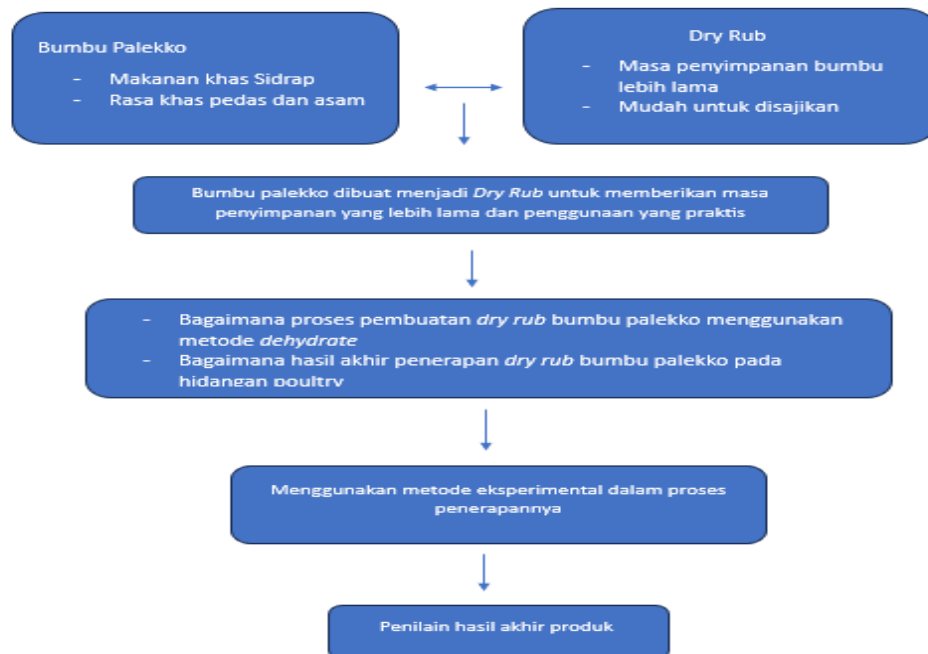 Bumbu Palekko
- Makanan khas Sidrap
- Rasa khas pedas dan asam
Dry Rub
- Masa penyimpanan bumbu
lebih lama
- Mudah untuk disajikan
Bumbu palekko dibuat menjadi Dry Rub untuk memberikan masa
penyimpanan yang lebih lama dan penggunaan yang praktis
- Bagaimana proses pembuatan dry rub bumbu palekko menggunakan
metode dehydrate
- Bagaimana hasil akhir penerapan dry rub bumbu palekko pada
hidangan poultry
Menggunakan metode eksperimental dalam proses
penerapannya
Penilain hasil akhir produk